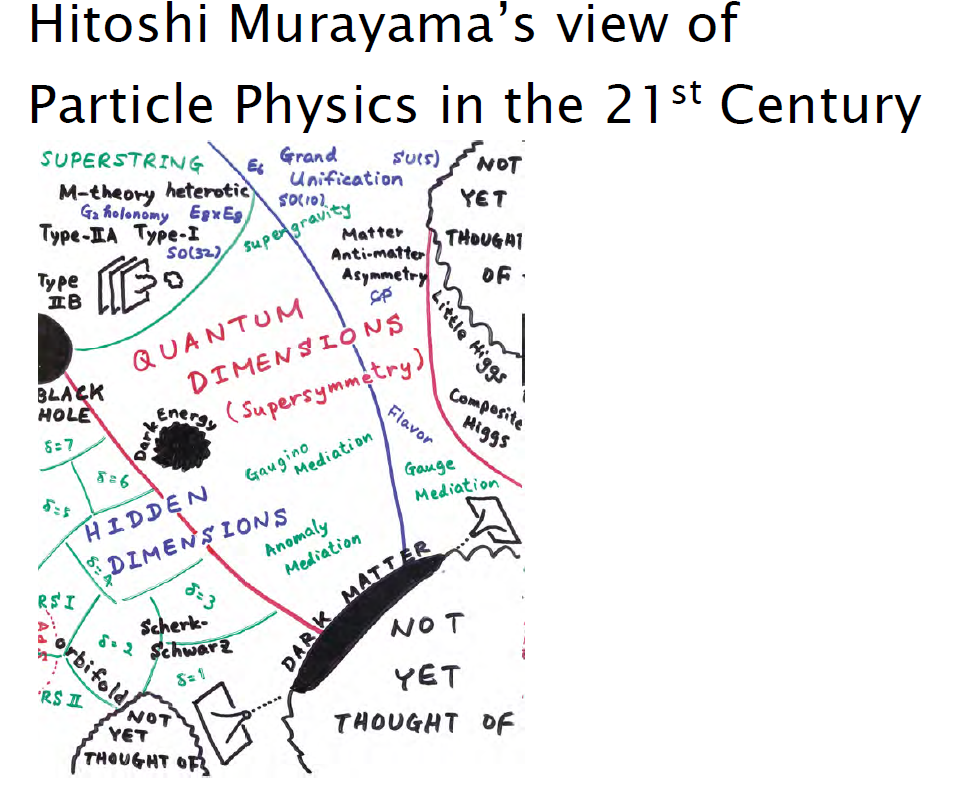 Hitoshi Murayama’s view of
Particle Physics in the 21st Century
SUPERSTRING
M-theory heterotic
G2 holonomy E8xE8
Type-IIA Type-I
SO(32)
Type
IIB
E6 Grand SU(5)
Unification
SO(10)
supergravity
Matter
Anti-matter
Asymmetry
CP
NOT
YET
THOUGHT
OF
Little Higgs
Composite
Higgs
QUANTUM
DIMENSIONS
(Supersymmetry)
BLACK
HOLE
Dark Energy
Flavor
Gaugino
Mediation
Gauge
Mediation
δ=7
δ=6
δ=5
HIDDEN
DIMENSIONS
δ=4
Anomaly
Mediation
δ=3
DARK MATTER
RS I
AdS
orbifold
RS II
δ=2
Scherk-
Schwarz
δ=1
NOT
YET
THOUGHT OF
NOT
YET
THOUGHT OF